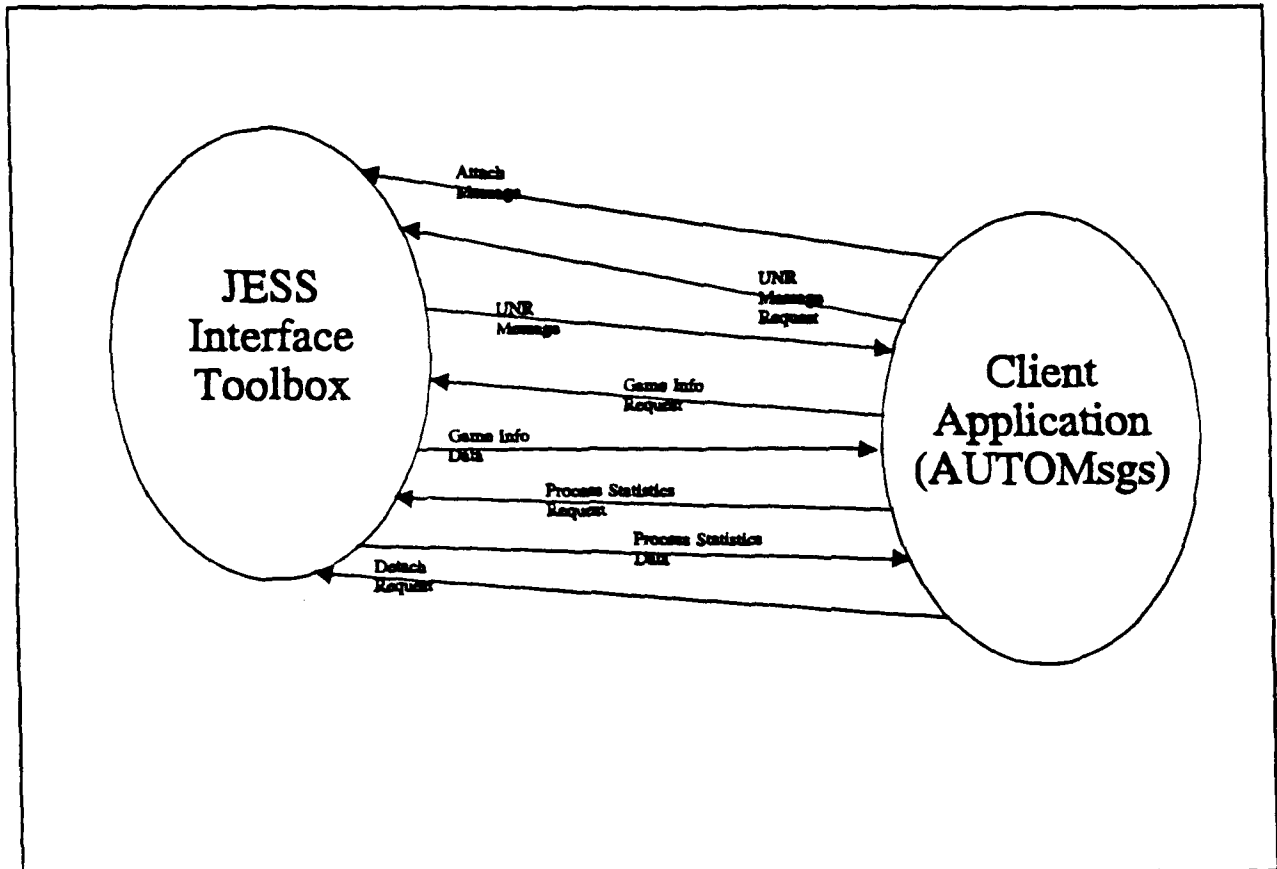 Attach
Message
UNR
Message
Request
JESS
Interface
Toolbox
UNR
Message
Client
Application
(AUTOMsgs)
Game Info
Request
Game Info
Data
Process Statistics
Request
Process Statistics
Data
Detach
Request